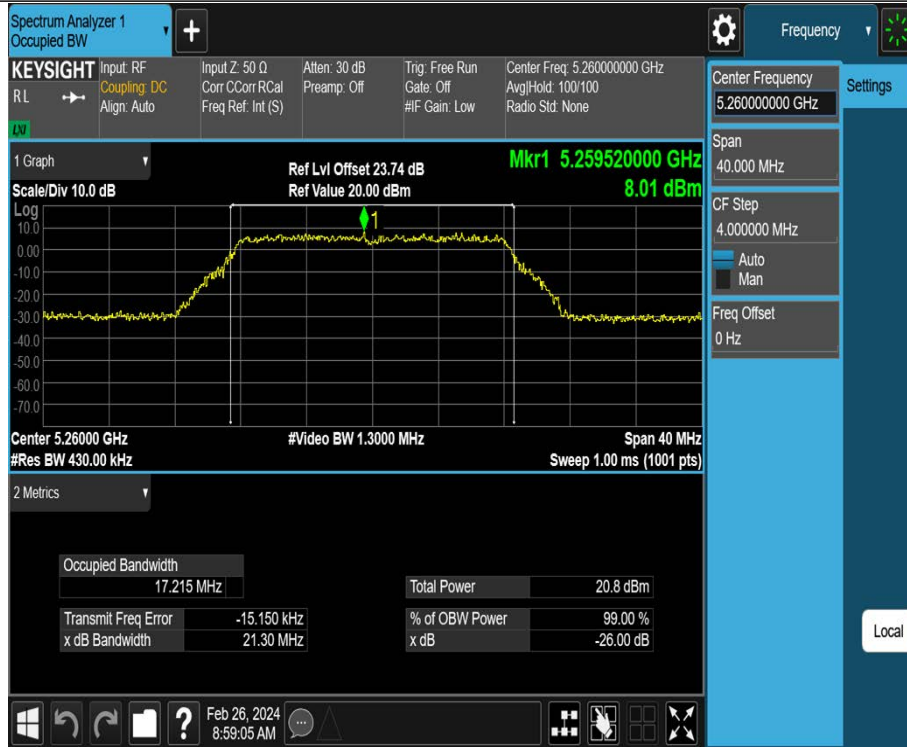 Spectrum Analyzer 1
Occupied BW
+
Frequency
KEYSIGHT
RL
LXI
Input: RF
Coupling: DC
Align: Auto
Input Z: 50 Ω
Corr CCorr RCal
Freq Ref: Int (S)
Atten: 30 dB
Preamp: Off
Trig: Free Run
Gate: Off
#IF Gain: Low
Center Freq: 5.260000000 GHz
Avg|Hold: 100/100
Radio Std: None
Center Frequency
5.260000000 GHz
Settings
Span
40.000 MHz
CF Step
4.000000 MHz
Auto
Man
Freq Offset
0 Hz
Local
1 Graph
Scale/Div 10.0 dB
Ref Lvl Offset 23.74 dB
Ref Value 20.00 dBm
Mkr1 5.259520000 GHz
8.01 dBm
Log
10.0
0.00
-10.0
-20.0
-30.0
-40.0
-50.0
-60.0
-70.0
1
Center 5.26000 GHz
#Res BW 430.00 kHz
#Video BW 1.3000 MHz
Span 40 MHz
Sweep 1.00 ms (1001 pts)
2 Metrics
Occupied Bandwidth
17.215 MHz
Total Power 20.8 dBm
Transmit Freq Error -15.150 kHz
% of OBW Power 99.00 %
x dB Bandwidth 21.30 MHz
x dB -26.00 dB
?
Feb 26, 2024
8:59:05 AM